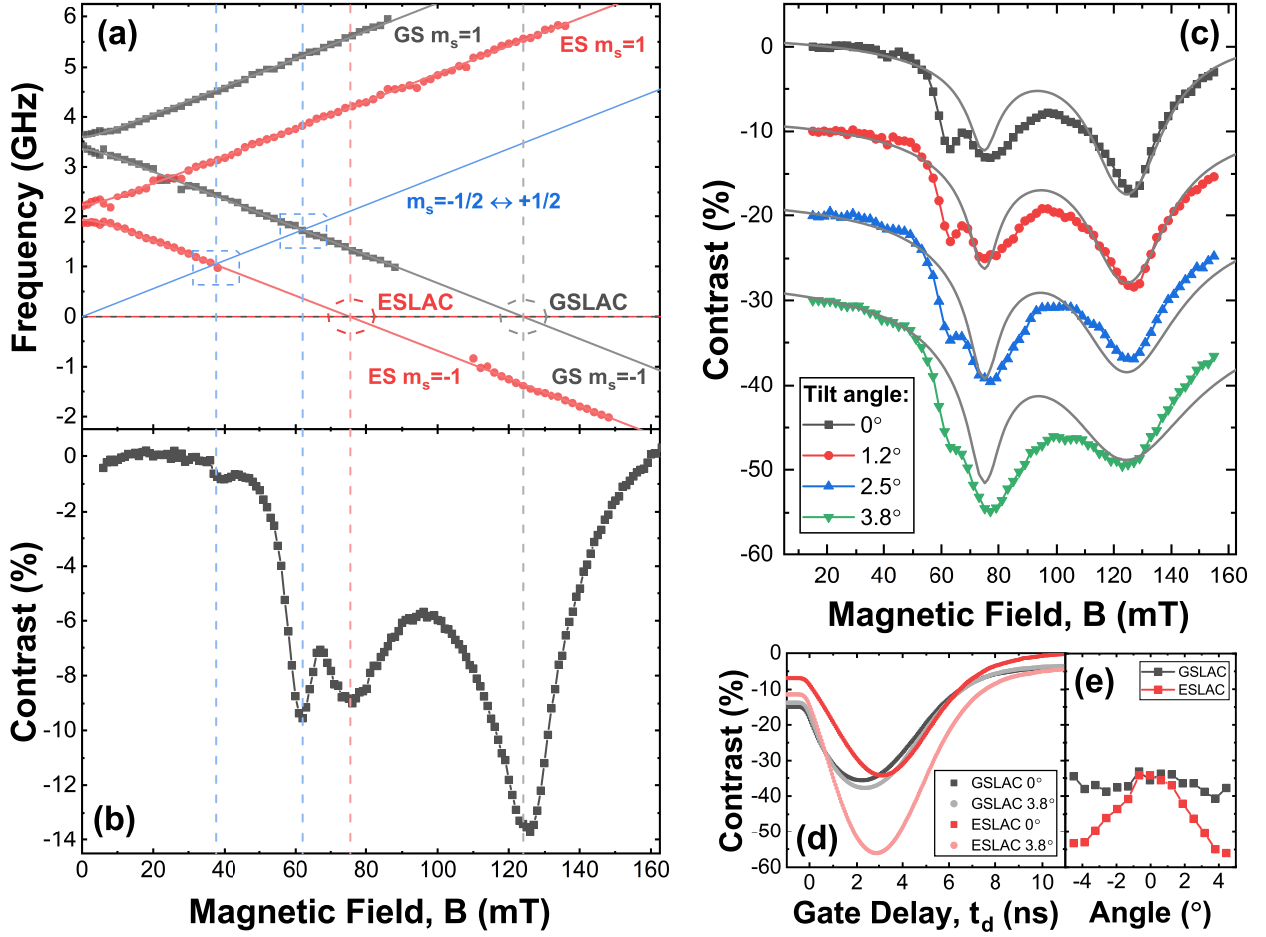 (a)
GS mₛ=1
ES mₛ=1
mₛ=-1/2 ↔ +1/2
ESLAC
GSLAC
ES mₛ=-1
GS mₛ=-1
Frequency (GHz)
6
5
4
3
2
1
0
-1
-2
(b)
Contrast (%)
0
-2
-4
-6
-8
-10
-12
-14
0 20 40 60 80 100 120 140 160
Magnetic Field, B (mT)
(c)
Contrast (%)
0
-10
-20
-30
-40
-50
-60
Tilt angle:
0°
1.2°
2.5°
3.8°
20 40 60 80 100 120 140 160
Magnetic Field, B (mT)
(d)
Contrast (%)
0
-10
-20
-30
-40
-50
-60
GSLAC 0°
GSLAC 3.8°
ESLAC 0°
ESLAC 3.8°
0 2 4 6 8 10
Gate Delay, t_d (ns)
(e)
GSLAC
ESLAC
-4 -2 0 2 4
Angle (°)